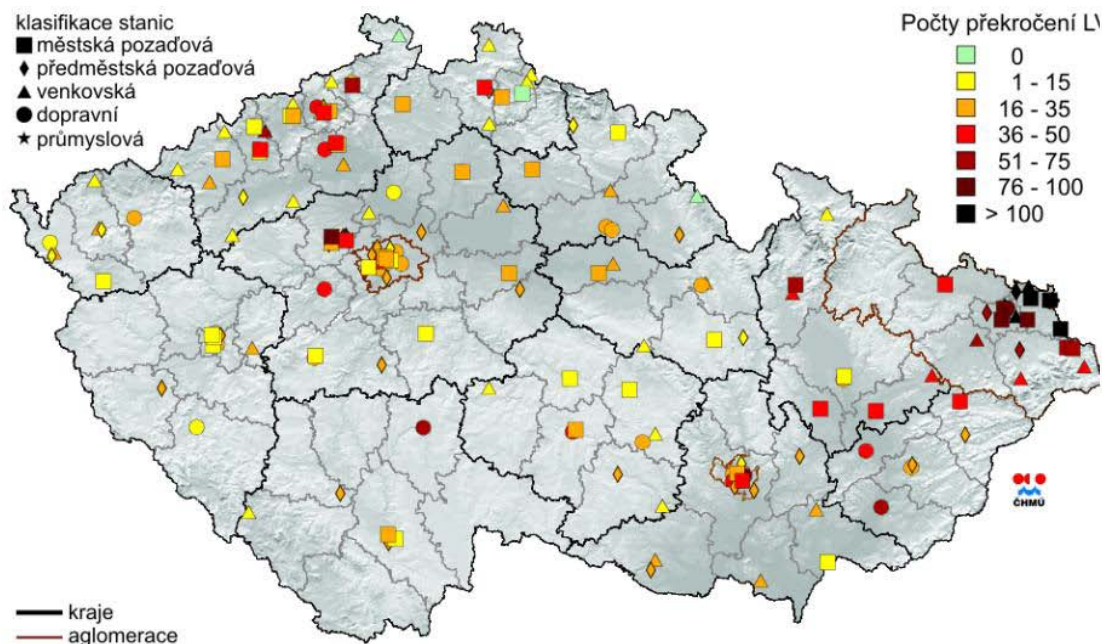 klasifikace stanic
městská pozaďová
předměstská pozaďová
venkovská
dopravní
průmyslová
Počty překročení LV
0
1 - 15
16 - 35
36 - 50
51 - 75
76 - 100
> 100
ČHMÚ
kraje
aglomerace